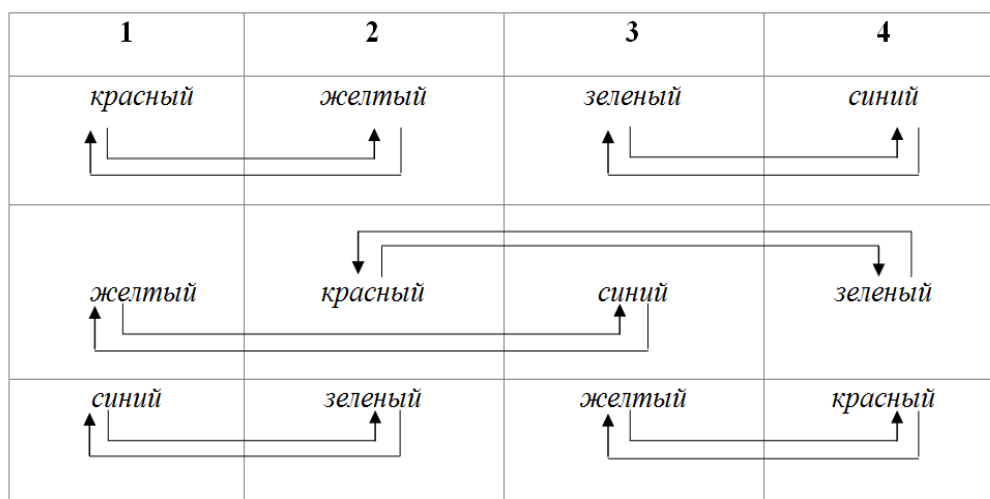 1 2 3 4
красный желтый зеленый синий
желтый красный синий зеленый
синий зеленый желтый красный